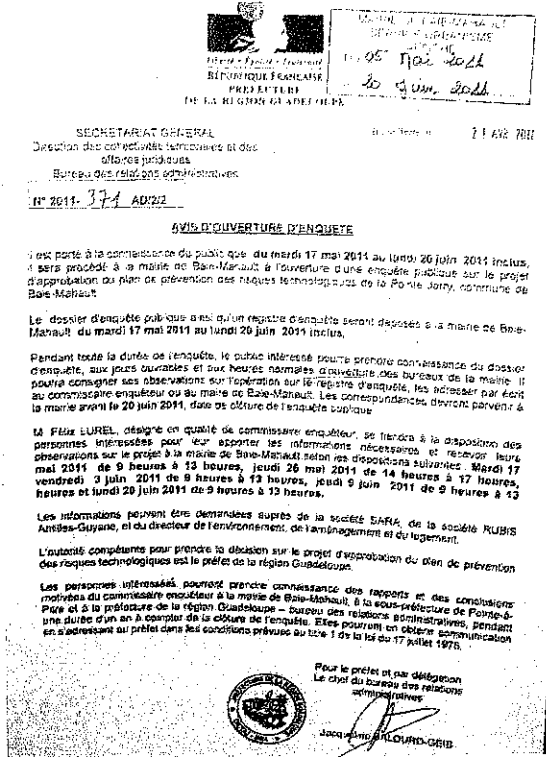 MAIRIE DE BAIE-MAHAULT
SERVICE URBANISME
05 Mai 2011
20 Juin 2011
Liberté • Égalité • Fraternité
RÉPUBLIQUE FRANÇAISE
PREFECTURE
DE LA REGION GUADELOUPE
SECRETARIAT GENERAL
Direction des collectivités territoriales et des
affaires juridiques
Bureau des relations administratives
21 AVR. 2011
N° 2011- 371 AD/2/2
AVIS D'OUVERTURE D'ENQUETE
Il est porté à la connaissance du public que du mardi 17 mai 2011 au lundi 20 juin 2011 inclus,
il sera procédé à la mairie de Baie-Mahault à l'ouverture d'une enquête publique sur le projet
d'approbation du plan de prévention des risques technologiques de la Pointe Jarry, commune de
Baie-Mahault.
Le dossier d'enquête publique ainsi qu'un registre d'enquête seront déposés à la mairie de Baie-
Mahault du mardi 17 mai 2011 au lundi 20 juin 2011 inclus.
Pendant toute la durée de l'enquête, le public intéressé pourra prendre connaissance du dossier
d'enquête, aux jours ouvrables et aux heures normales d'ouverture des bureaux de la mairie. Il
pourra consigner ses observations sur l'opération sur le registre d'enquête, les adresser par écrit
au commissaire enquêteur ou au maire de Baie-Mahault. Les correspondances devront parvenir à
la mairie avant le 20 juin 2011, date de clôture de l'enquête publique
M. Félix LUREL, désigné en qualité de commissaire enquêteur, se tiendra à la disposition des
personnes intéressées pour leur apporter les informations nécessaires et recevoir leurs
observations sur le projet à la mairie de Baie-Mahault selon les dispositions suivantes : Mardi 17
mai 2011 de 9 heures à 13 heures, jeudi 26 mai 2011 de 14 heures à 17 heures,
vendredi 3 juin 2011 de 9 heures à 13 heures, jeudi 9 juin 2011 de 9 heures à 13
heures et lundi 20 juin 2011 de 9 heures à 13 heures.
Les informations peuvent être demandées auprès de la société SARA, de la société RUBIS
Antilles-Guyane, et du directeur de l'environnement, de l'aménagement et du logement.
L'autorité compétente pour prendre la décision sur le projet d'approbation du plan de prévention
des risques technologiques est le préfet de la région Guadeloupe.
Les personnes intéressées pourront prendre connaissance des rapports et des conclusions
motivées du commissaire enquêteur à la mairie de Baie-Mahault, à la sous-préfecture de Pointe-à-
Pitre et à la préfecture de la région Guadeloupe – bureau des relations administratives, pendant
une durée d'un an à compter de la clôture de l'enquête. Elles pourront en obtenir communication
en s'adressant au préfet dans les conditions prévues au titre 1 de la loi du 17 juillet 1978.
Pour le préfet et par délégation
Le chef du bureau des relations
administratives